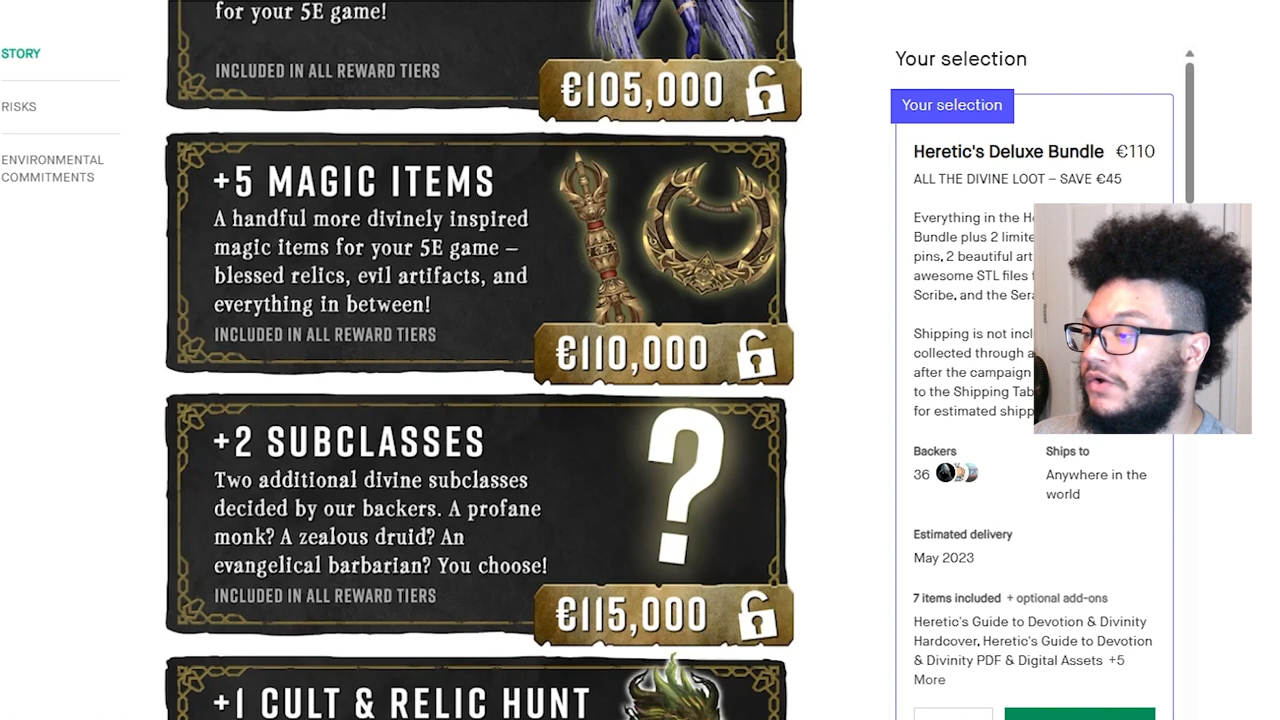 STORY
RISKS
ENVIRONMENTAL
COMMITMENTS
for your 5E game!
INCLUDED IN ALL REWARD TIERS
€105,000
+5 MAGIC ITEMS
A handful more divinely inspired
magic items for your 5E game –
blessed relics, evil artifacts, and
everything in between!
INCLUDED IN ALL REWARD TIERS
€110,000
+2 SUBCLASSES
Two additional divine subclasses
decided by our backers. A profane
monk? A zealous druid? An
evangelical barbarian? You choose!
INCLUDED IN ALL REWARD TIERS
?
€115,000
+1 CULT & RELIC HUNT
Your selection
Your selection
Heretic's Deluxe Bundle €110
ALL THE DIVINE LOOT – SAVE €45
Everything in the
Bundle plus 2
pins, 2 beautiful
awesome STL files
Scribe, and the
Shipping is not
collected through
after the campaign
to the Shipping
for estimated
Backers
36
Ships to
Anywhere in the
world
Estimated delivery
May 2023
7 items included + optional add-ons
Heretic's Guide to Devotion & Divinity
Hardcover, Heretic's Guide to Devotion
& Divinity PDF & Digital Assets +5
More